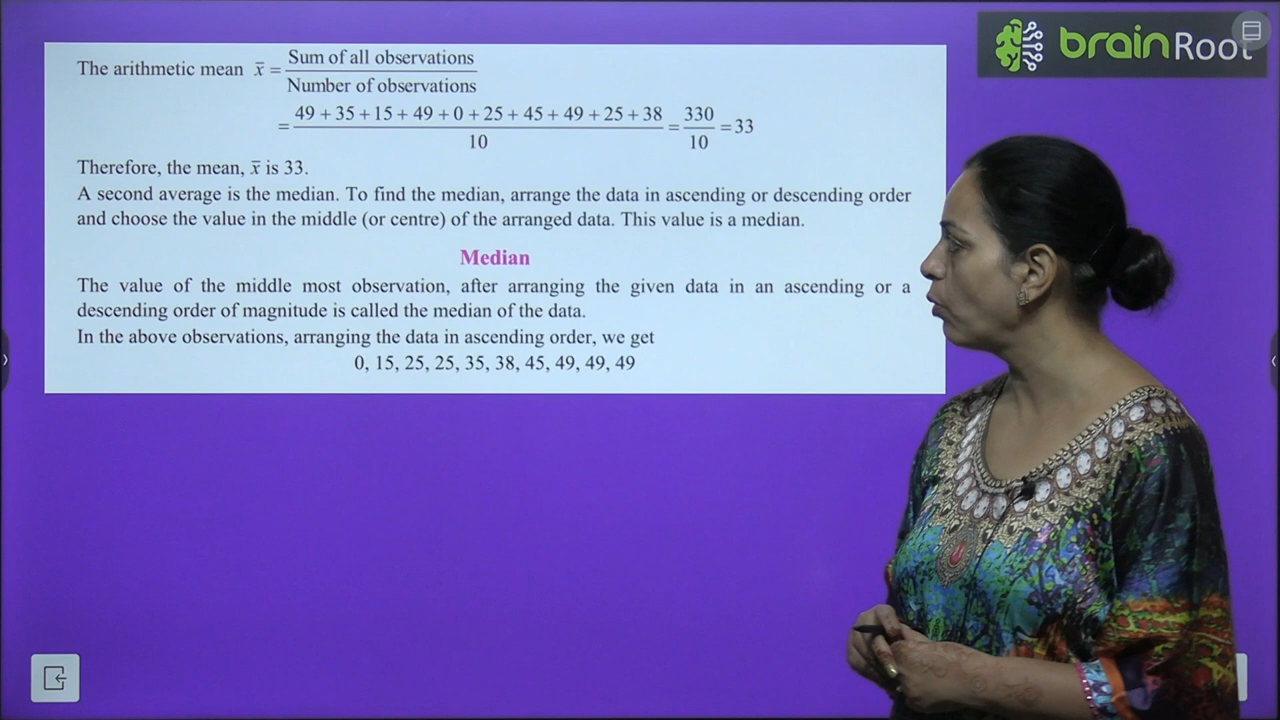 brainRoot
The arithmetic mean x̄ = Sum of all observations / Number of observations
= 49 + 35 + 15 + 49 + 0 + 25 + 45 + 49 + 25 + 38 / 10 = 330 / 10 = 33
Therefore, the mean, x̄ is 33.
A second average is the median. To find the median, arrange the data in ascending or descending order
and choose the value in the middle (or centre) of the arranged data. This value is a median.
Median
The value of the middle most observation, after arranging the given data in an ascending or a
descending order of magnitude is called the median of the data.
In the above observations, arranging the data in ascending order, we get
0, 15, 25, 25, 35, 38, 45, 49, 49, 49